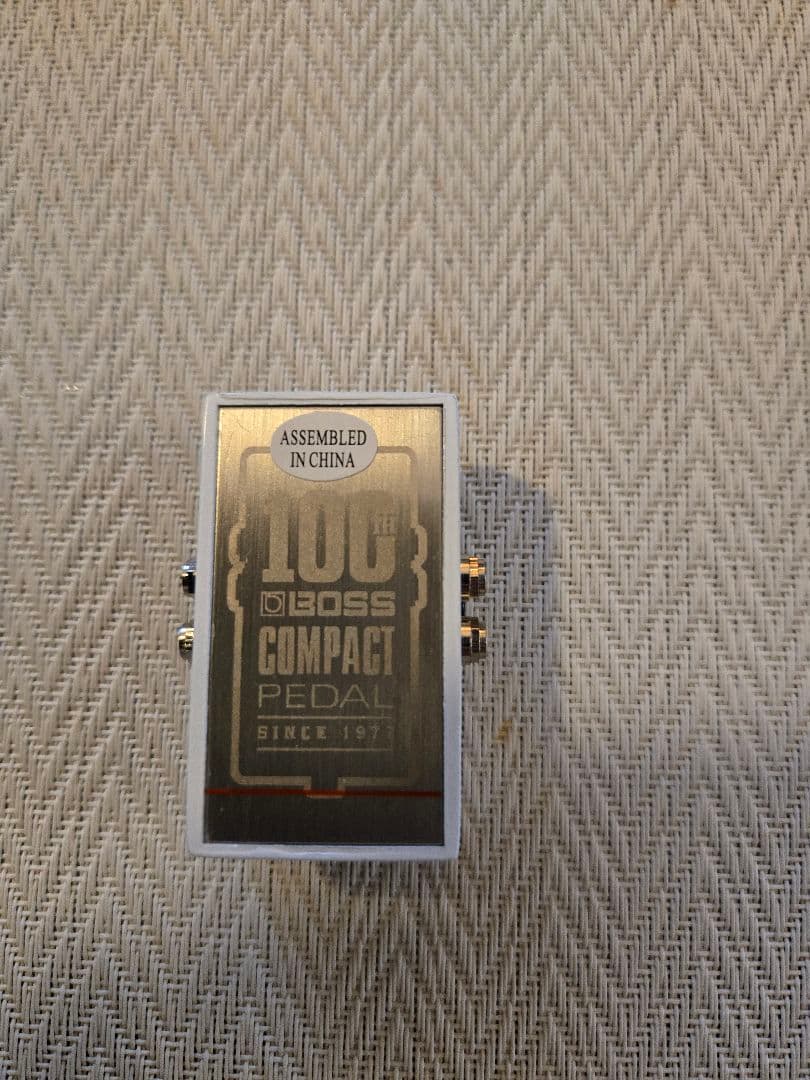 ASSEMBLED
IN CHINA
100TH
BOSS
COMPACT
PEDAL
SINCE 1977